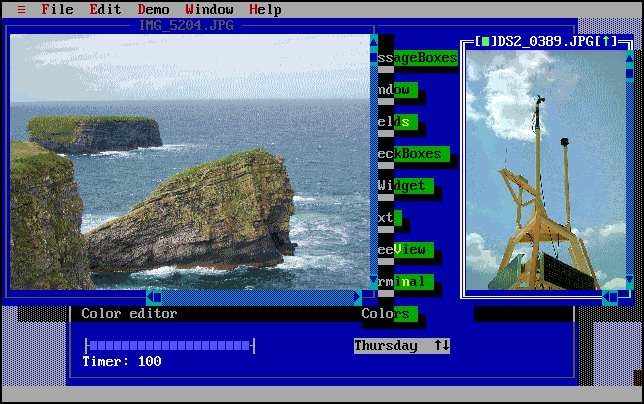 ≡ File Edit Demo Window Help
IMG_5204.JPG
[■]DS2_0389.JPG[↑]
ssageBoxes
ndow
elds
eckBoxes
Widget
xt
eeView
rminal
Color editor Colors
Thursday ↑↓
Timer: 100